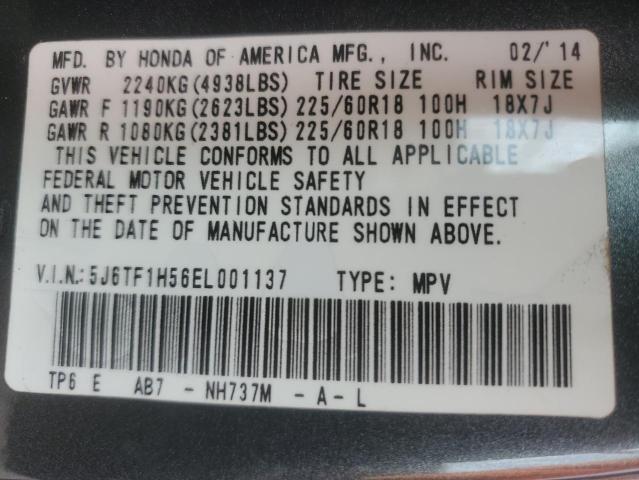 MFD. BY HONDA OF AMERICA MFG., INC. 02/'14
GVWR 2240KG(4938LBS) TIRE SIZE RIM SIZE
GAWR F 1190KG(2623LBS) 225/60R18 100H 18X7J
GAWR R 1080KG(2381LBS) 225/60R18 100H 18X7J
THIS VEHICLE CONFORMS TO ALL APPLICABLE
FEDERAL MOTOR VEHICLE SAFETY
AND THEFT PREVENTION STANDARDS IN EFFECT
ON THE DATE OF MANUFACTURE SHOWN ABOVE.
V.I.N.: 5J6TF1H56EL001137 TYPE: MPV
TP6 E AB7 - NH737M - A - L